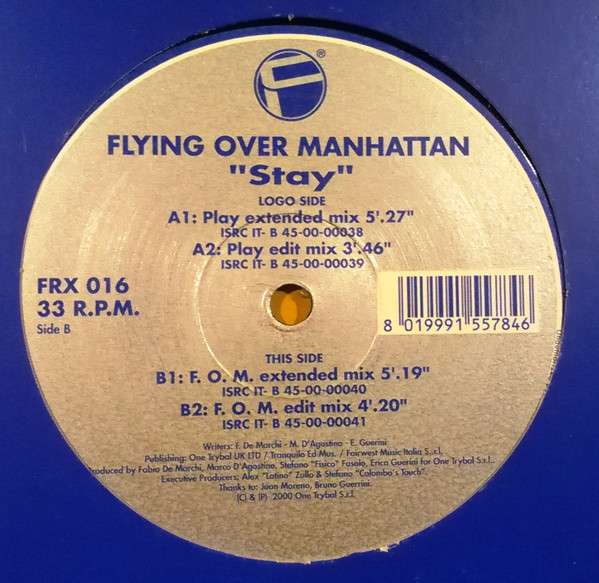 ®
FLYING OVER MANHATTAN
"Stay"
LOGO SIDE
A1: Play extended mix 5'.27"
ISRC IT- B 45-00-00038
A2: Play edit mix 3'.46"
ISRC IT- B 45-00-00039
FRX 016
33 R.P.M.
Side B
8 019991 557846
THIS SIDE
B1: F. O. M. extended mix 5'.19"
ISRC IT- B 45-00-00040
B2: F. O. M. edit mix 4'.20"
ISRC IT- B 45-00-00041
Writers: F. De Marchi - M. D'Agostino - E. Guerini
Publishing: One Trybal UK LTD / Tranquilo Ed Mus. / Fairwest Music Italia S.r.l.
Produced by Fabio De Marchi, Marco D'Agostino, Stefano "Fisico" Fasoio, Erica Guerini for One Trybal S.r.l..
Executive Producers; Alex "Latino" Zullo & Stefano "Colombo's Touch".
Thanks to: Juan Moreno, Bruno Guerrini.
(C) & (P) 2000 One Trybal S.r.l.